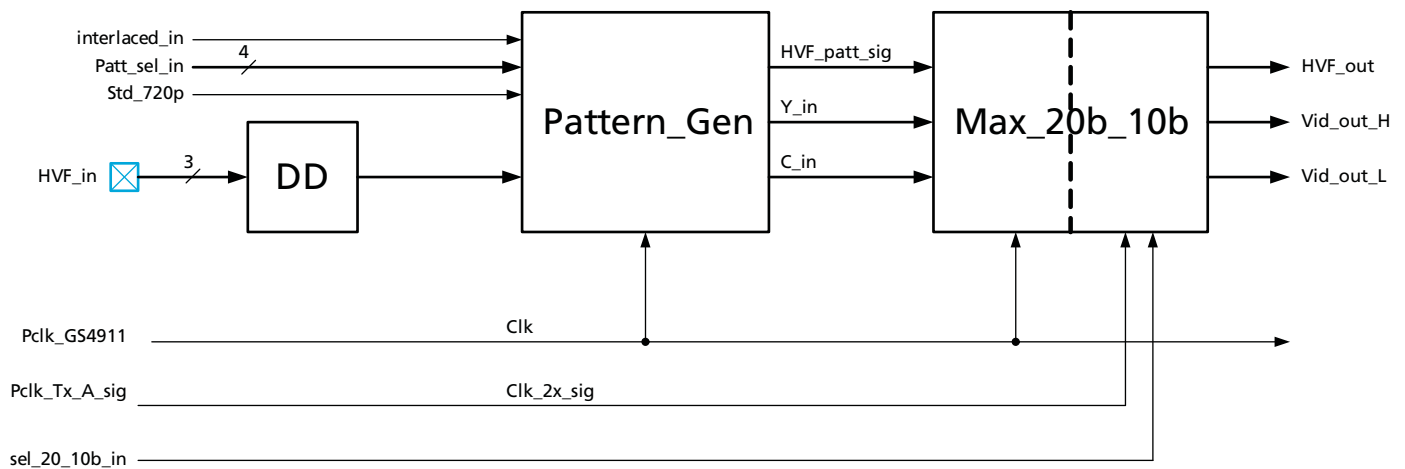 interlaced_in
Patt_sel_in
4
Std_720p
HVF_in
3
DD
Pattern_Gen
HVF_patt_sig
Y_in
C_in
Max_20b_10b
HVF_out
Vid_out_H
Vid_out_L
Pclk_GS4911
Clk
Pclk_Tx_A_sig
Clk_2x_sig
sel_20_10b_in